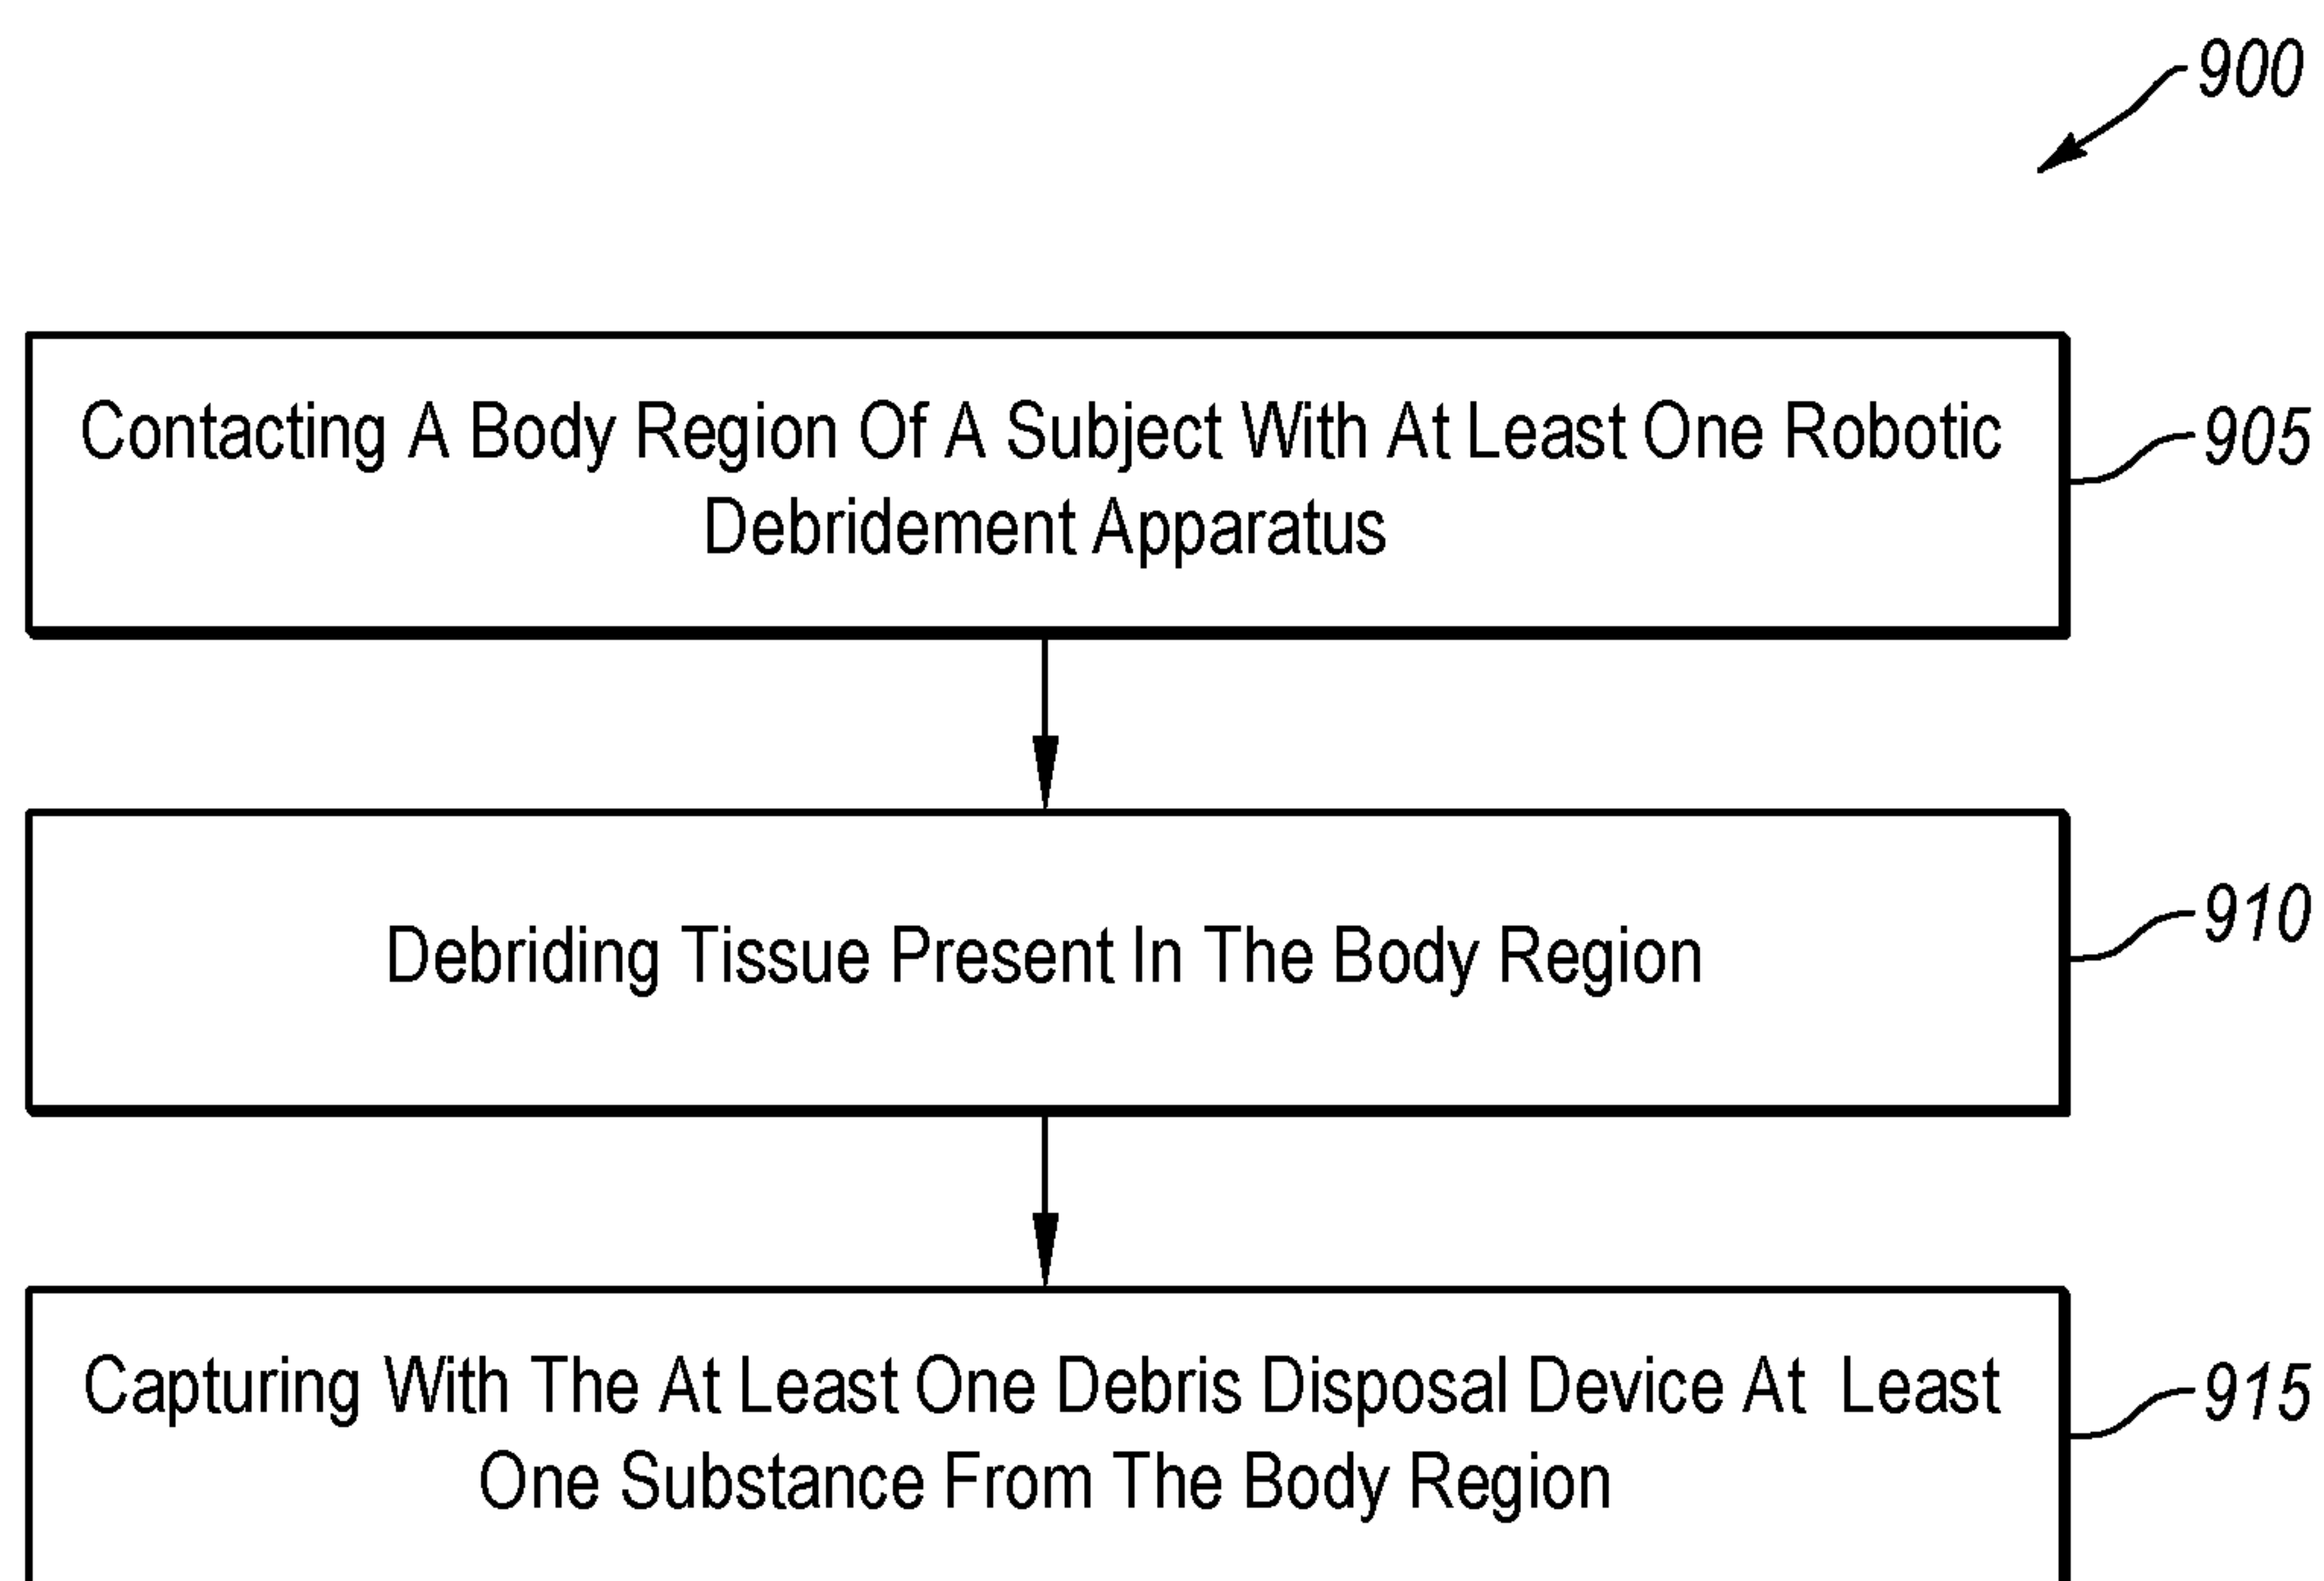 900
Contacting A Body Region Of A Subject With At Least One Robotic
Debridement Apparatus
905
Debriding Tissue Present In The Body Region
910
Capturing With The At Least One Debris Disposal Device At Least
One Substance From The Body Region
915